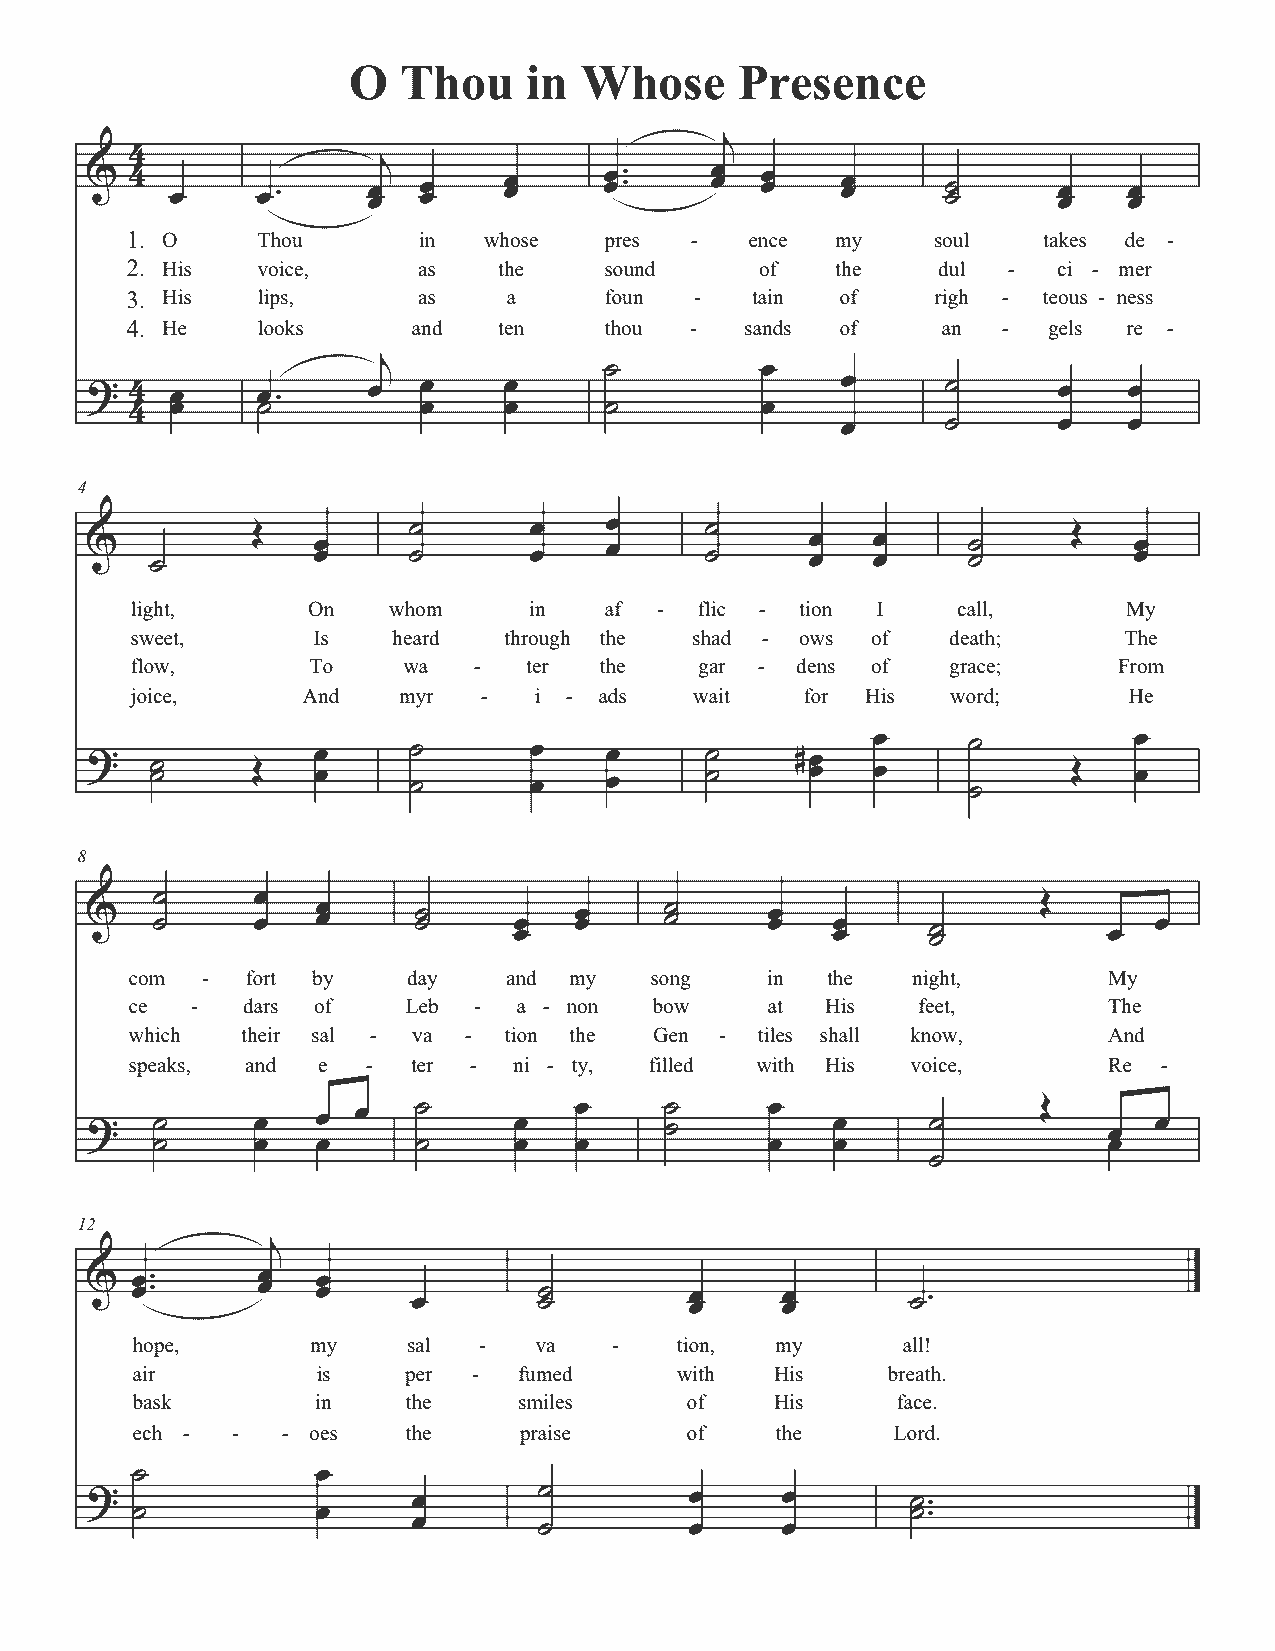 O Thou in Whose Presence
1. O Thou in whose pres - ence my soul takes de -
2. His voice, as the sound of the dul - ci - mer
3. His lips, as a foun - tain of righ - teous - ness
4. He looks and ten thou - sands of an - gels re -
4
light, On whom in af - flic - tion I call, My
sweet, Is heard through the shad - ows of death; The
flow, To wa - ter the gar - dens of grace; From
joice, And myr - i - ads wait for His word; He
8
com - fort by day and my song in the night, My
ce - dars of Leb - a - non bow at His feet, The
which their sal - va - tion the Gen - tiles shall know, And
speaks, and e - ter - ni - ty, filled with His voice, Re -
12
hope, my sal - va - tion, my all!
air is per - fumed with His breath.
bask in the smiles of His face.
ech - - - oes the praise of the Lord.